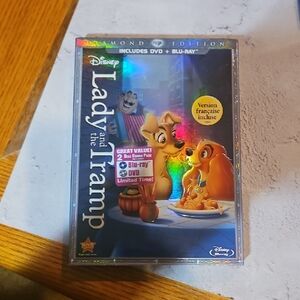 DIAMOND EDITION
INCLUDES DVD + BLU-RAY™
Disney
Lady and the Tramp
Version
française
incluse
GREAT VALUE!
2 Disc Combo Pack
Blu-ray
DVD
Limited Time!
Disney
Blu-ray